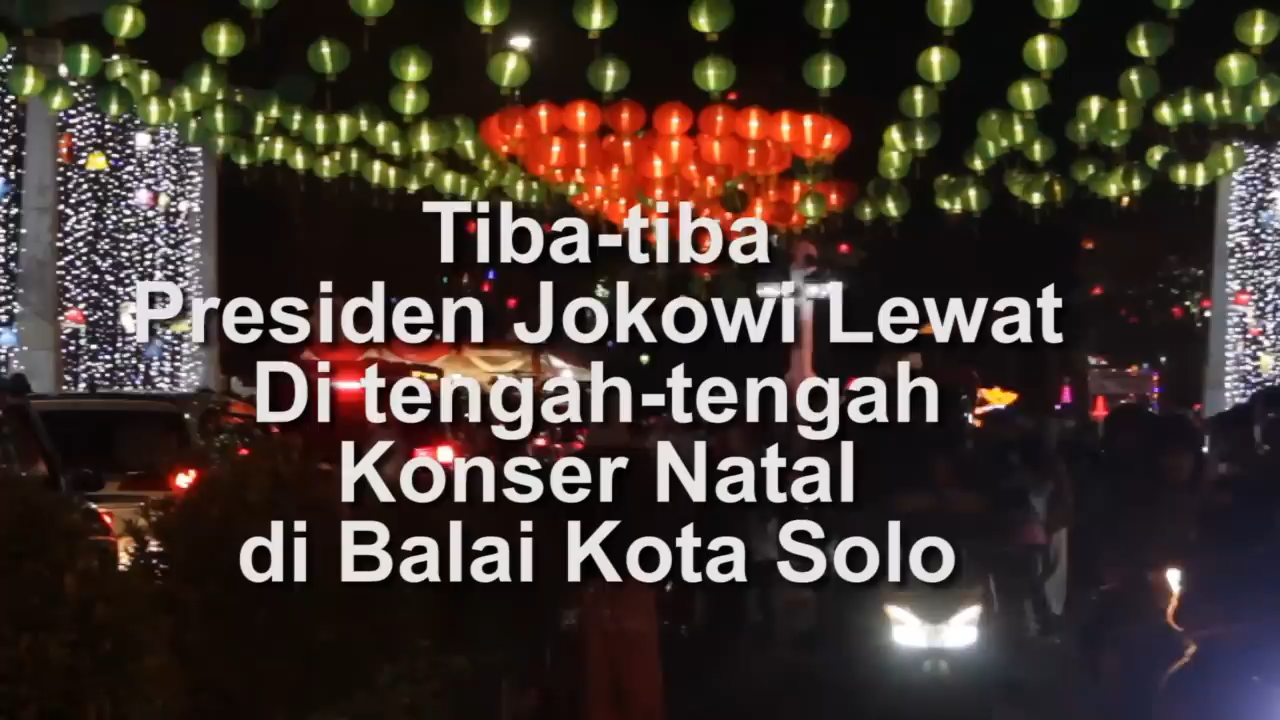 Tiba-tiba
Presiden Jokowi Lewat
Di tengah-tengah
Konser Natal
di Balai Kota Solo